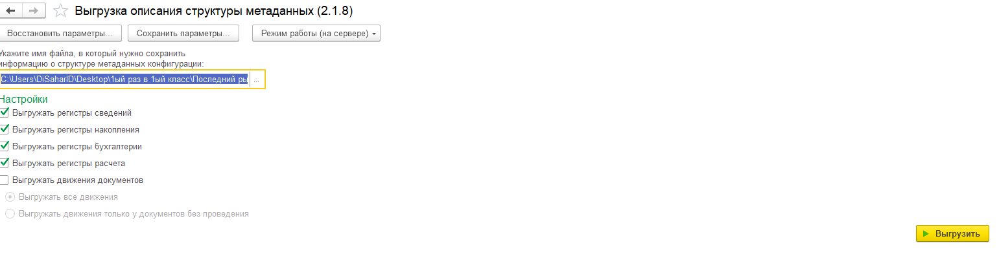 Выгрузка описания структуры метаданных (2.1.8)
Восстановить параметры... Сохранить параметры... Режим работы (на сервере)
Укажите имя файла, в который нужно сохранить
информацию о структуре метаданных конфигурации:
C:\Users\DiSaharID\Desktop\1ый раз в 1ый класс\Последний ры ...
Настройки
Выгружать регистры сведений
Выгружать регистры накопления
Выгружать регистры бухгалтерии
Выгружать регистры расчета
Выгружать движения документов
Выгружать все движения
Выгружать движения только у документов без проведения
Выгрузить